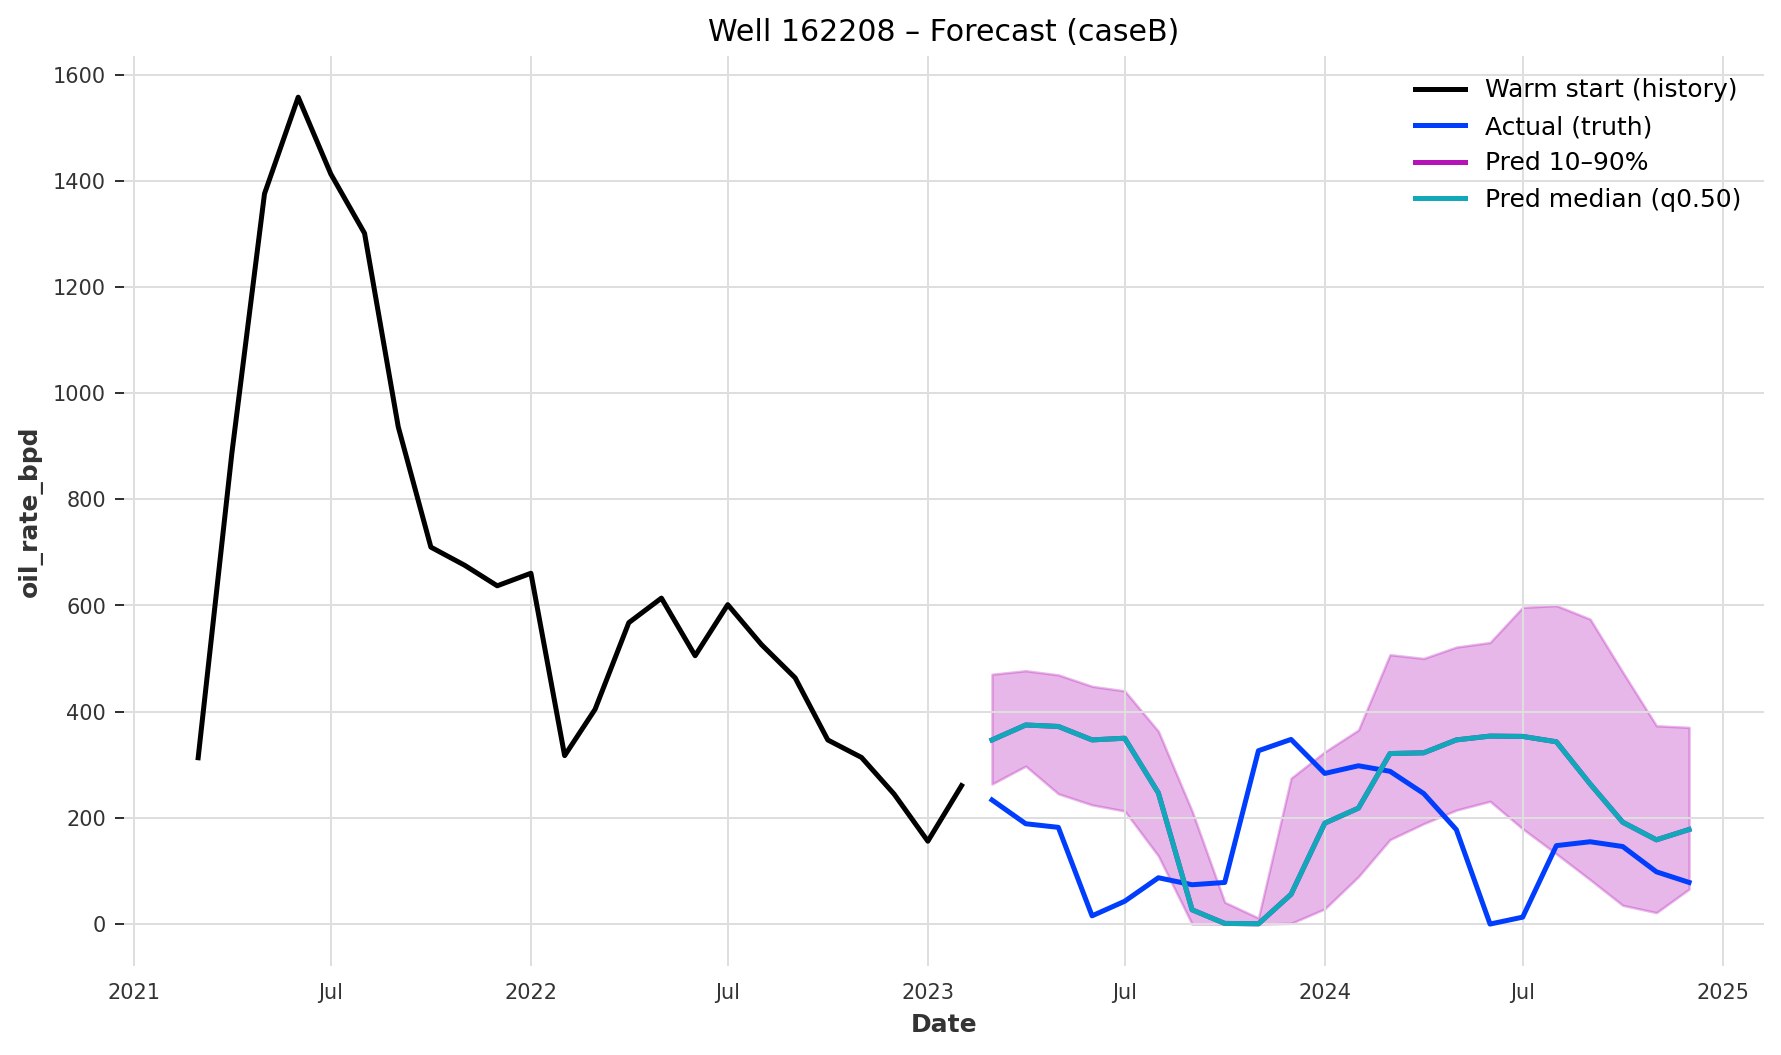 Well 162208 – Forecast (caseB)
Warm start (history)
Actual (truth)
Pred 10–90%
Pred median (q0.50)
1600
1400
1200
1000
800
600
400
200
0
oil_rate_bpd
2021 Jul 2022 Jul 2023 Jul 2024 Jul 2025
Date